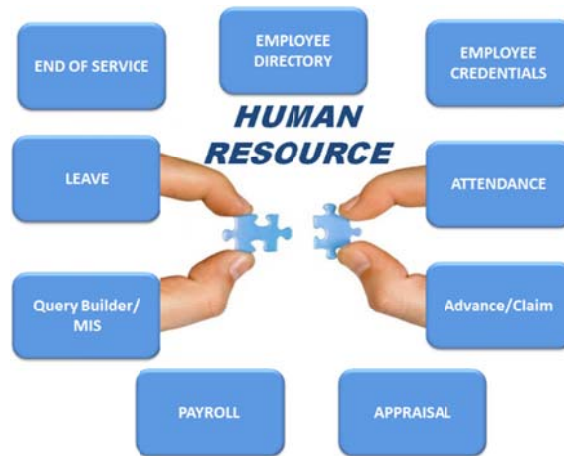 END OF SERVICE
EMPLOYEE
DIRECTORY
EMPLOYEE
CREDENTIALS
HUMAN
RESOURCE
LEAVE
ATTENDANCE
Query Builder/
MIS
Advance/Claim
PAYROLL
APPRAISAL